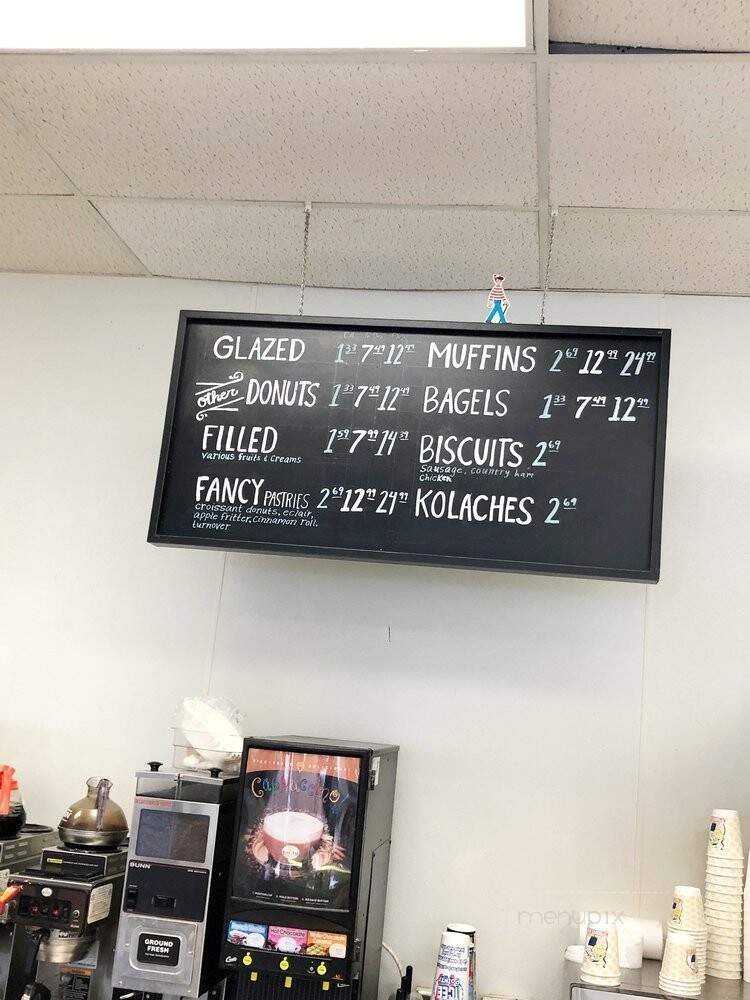 GLAZED 1 33 7 49 12 49
other DONUTS 1 33 7 49 12 49
FILLED 1 59 7 99 14 39
various fruits & creams
FANCY PASTRIES 2 69 12 99 24 99
croissant donuts, eclair,
apple fritter, cinnamon roll,
turnover
MUFFINS 2 69 12 99 24 99
BAGELS 1 33 7 49 12 49
BISCUITS 2 69
Sausage, country ham
chicken
KOLACHES 2 69
Cappuccino!
Hot Chocolate
BUNN
GROUND
FRESH
ICEE
menupix